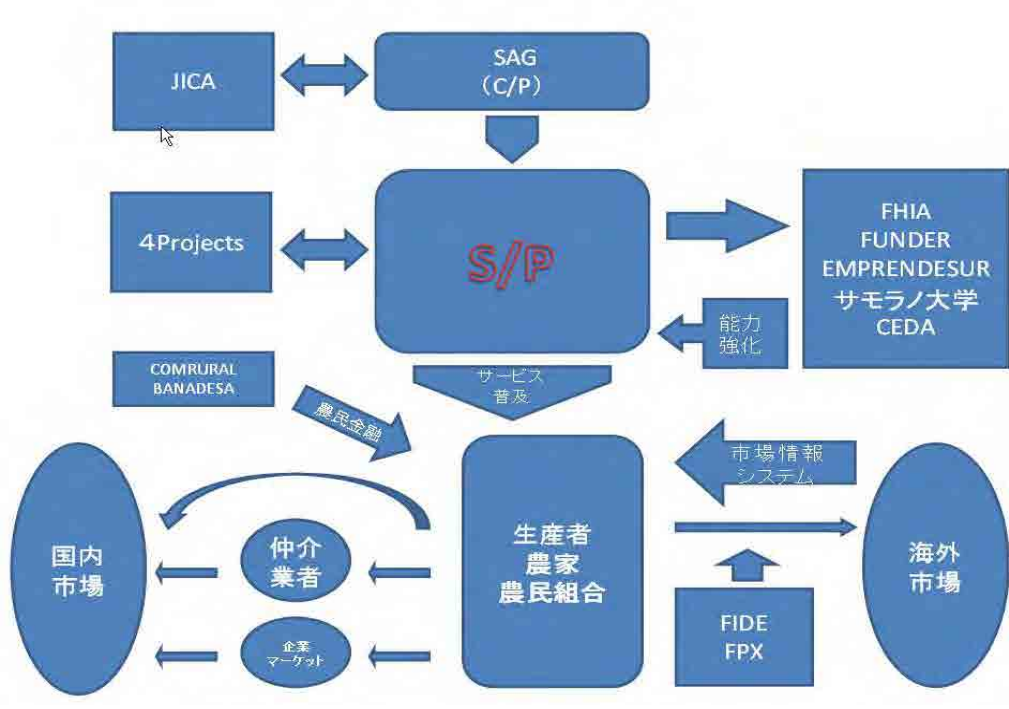 JICA
SAG
（C/P）
4Projects
S/P
FHIA
FUNDER
EMPRENDESUR
サモラノ大学
CEDA
能力
強化
COMRURAL
BANADESA
サービス
普及
農民金融
市場情報
システム
国内
市場
仲介
業者
生産者
農家
農民組合
海外
市場
企業
マーケット
FIDE
FPX